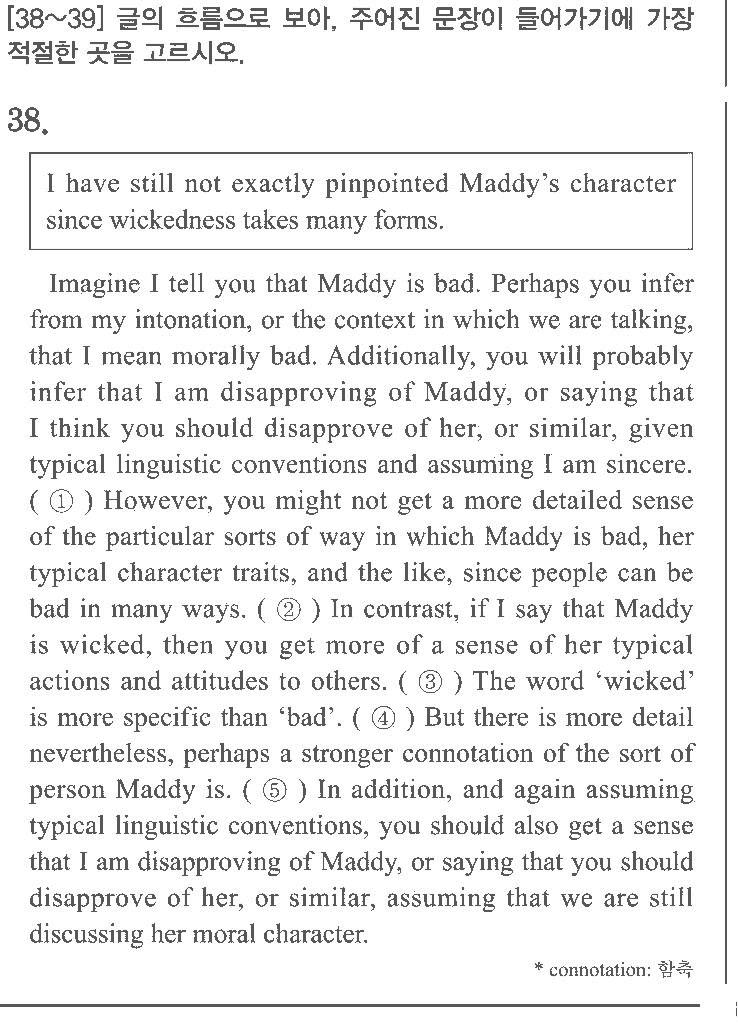 [38~39] 글의 흐름으로 보아, 주어진 문장이 들어가기에 가장
적절한 곳을 고르시오.
38.
I have still not exactly pinpointed Maddy's character
since wickedness takes many forms.
Imagine I tell you that Maddy is bad. Perhaps you infer
from my intonation, or the context in which we are talking,
that I mean morally bad. Additionally, you will probably
infer that I am disapproving of Maddy, or saying that
I think you should disapprove of her, or similar, given
typical linguistic conventions and assuming I am sincere.
( ① ) However, you might not get a more detailed sense
of the particular sorts of way in which Maddy is bad, her
typical character traits, and the like, since people can be
bad in many ways. ( ② ) In contrast, if I say that Maddy
is wicked, then you get more of a sense of her typical
actions and attitudes to others. ( ③ ) The word ‘wicked’
is more specific than ‘bad’. ( ④ ) But there is more detail
nevertheless, perhaps a stronger connotation of the sort of
person Maddy is. ( ⑤ ) In addition, and again assuming
typical linguistic conventions, you should also get a sense
that I am disapproving of Maddy, or saying that you should
disapprove of her, or similar, assuming that we are still
discussing her moral character.
* connotation: 함축